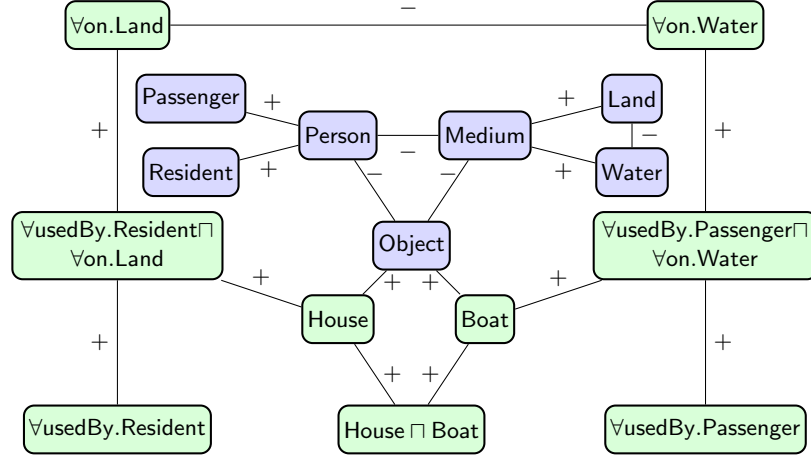 ∀on.Land
−
∀on.Water
Passenger
+
Person
−
Medium
+
Land
−
Resident
+
+
Water
+
+
−
−
∀usedBy.Resident⊓
∀on.Land
Object
∀usedBy.Passenger⊓
∀on.Water
+
+
+
+
House
Boat
+
+
+
+
∀usedBy.Resident
House ⊓ Boat
∀usedBy.Passenger